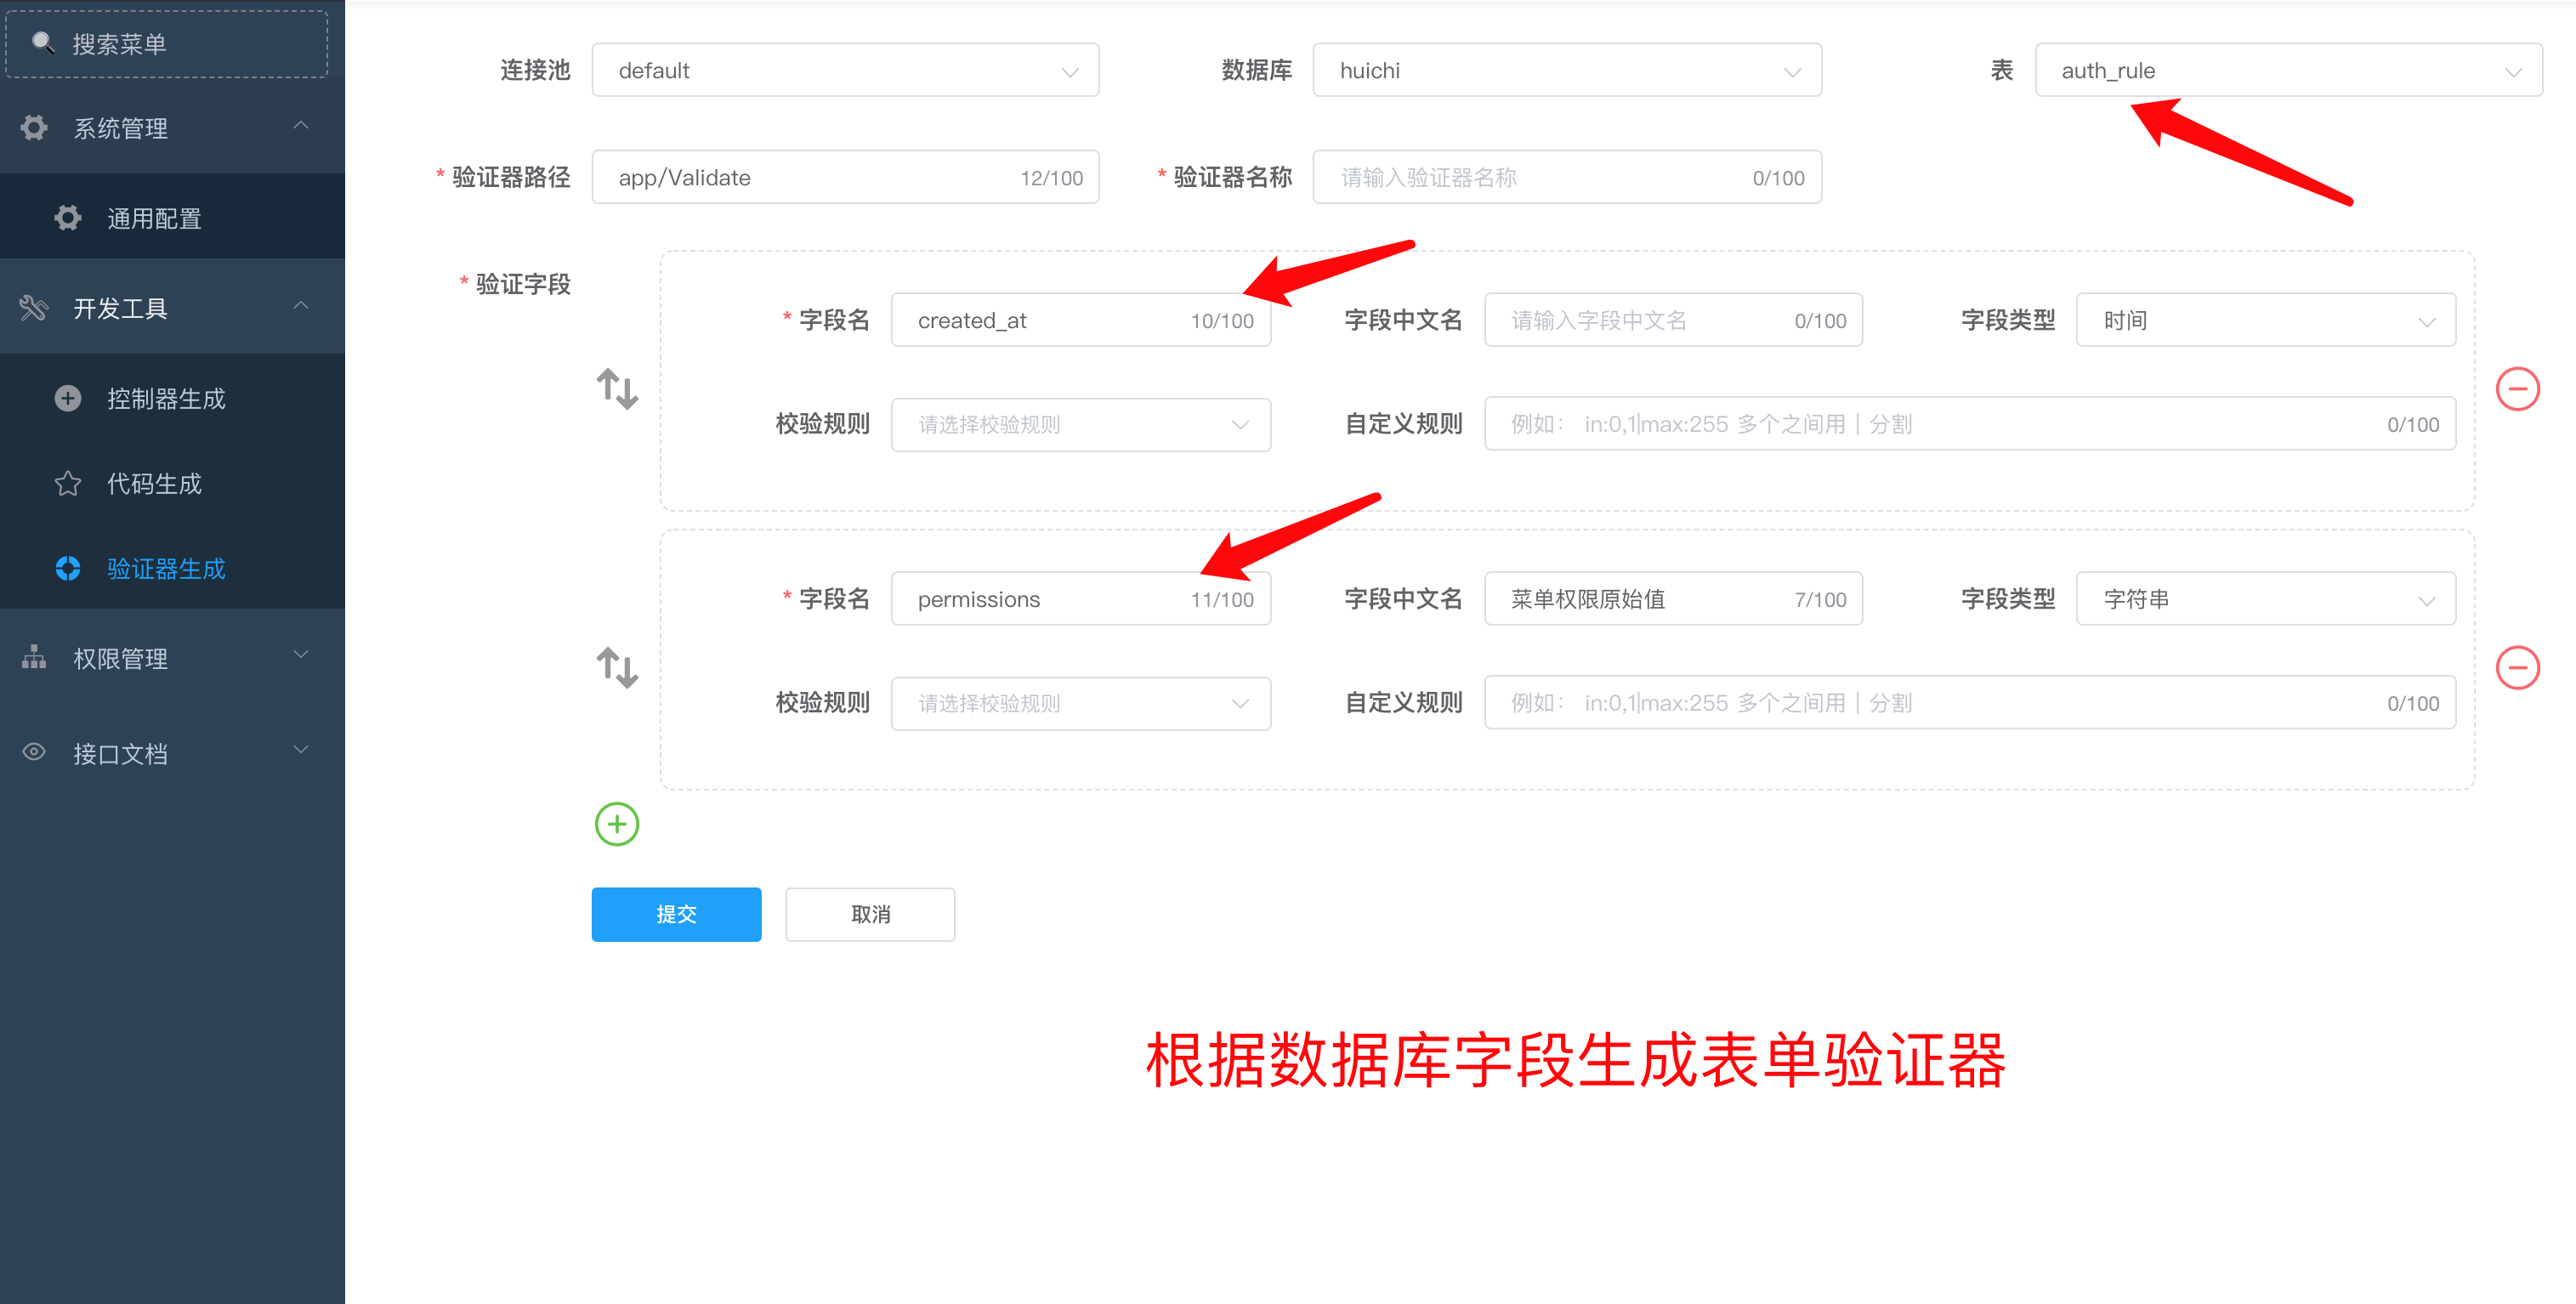 搜索菜单
系统管理
通用配置
开发工具
控制器生成
代码生成
验证器生成
权限管理
接口文档
连接池 default 数据库 huichi 表 auth_rule
* 验证器路径 app/Validate 12/100 * 验证器名称 请输入验证器名称 0/100
* 验证字段
* 字段名 created_at 10/100 字段中文名 请输入字段中文名 0/100 字段类型 时间
校验规则 请选择校验规则 自定义规则 例如： in:0,1|max:255 多个之间用｜分割 0/100
* 字段名 permissions 11/100 字段中文名 菜单权限原始值 7/100 字段类型 字符串
校验规则 请选择校验规则 自定义规则 例如： in:0,1|max:255 多个之间用｜分割 0/100
提交 取消
根据数据库字段生成表单验证器